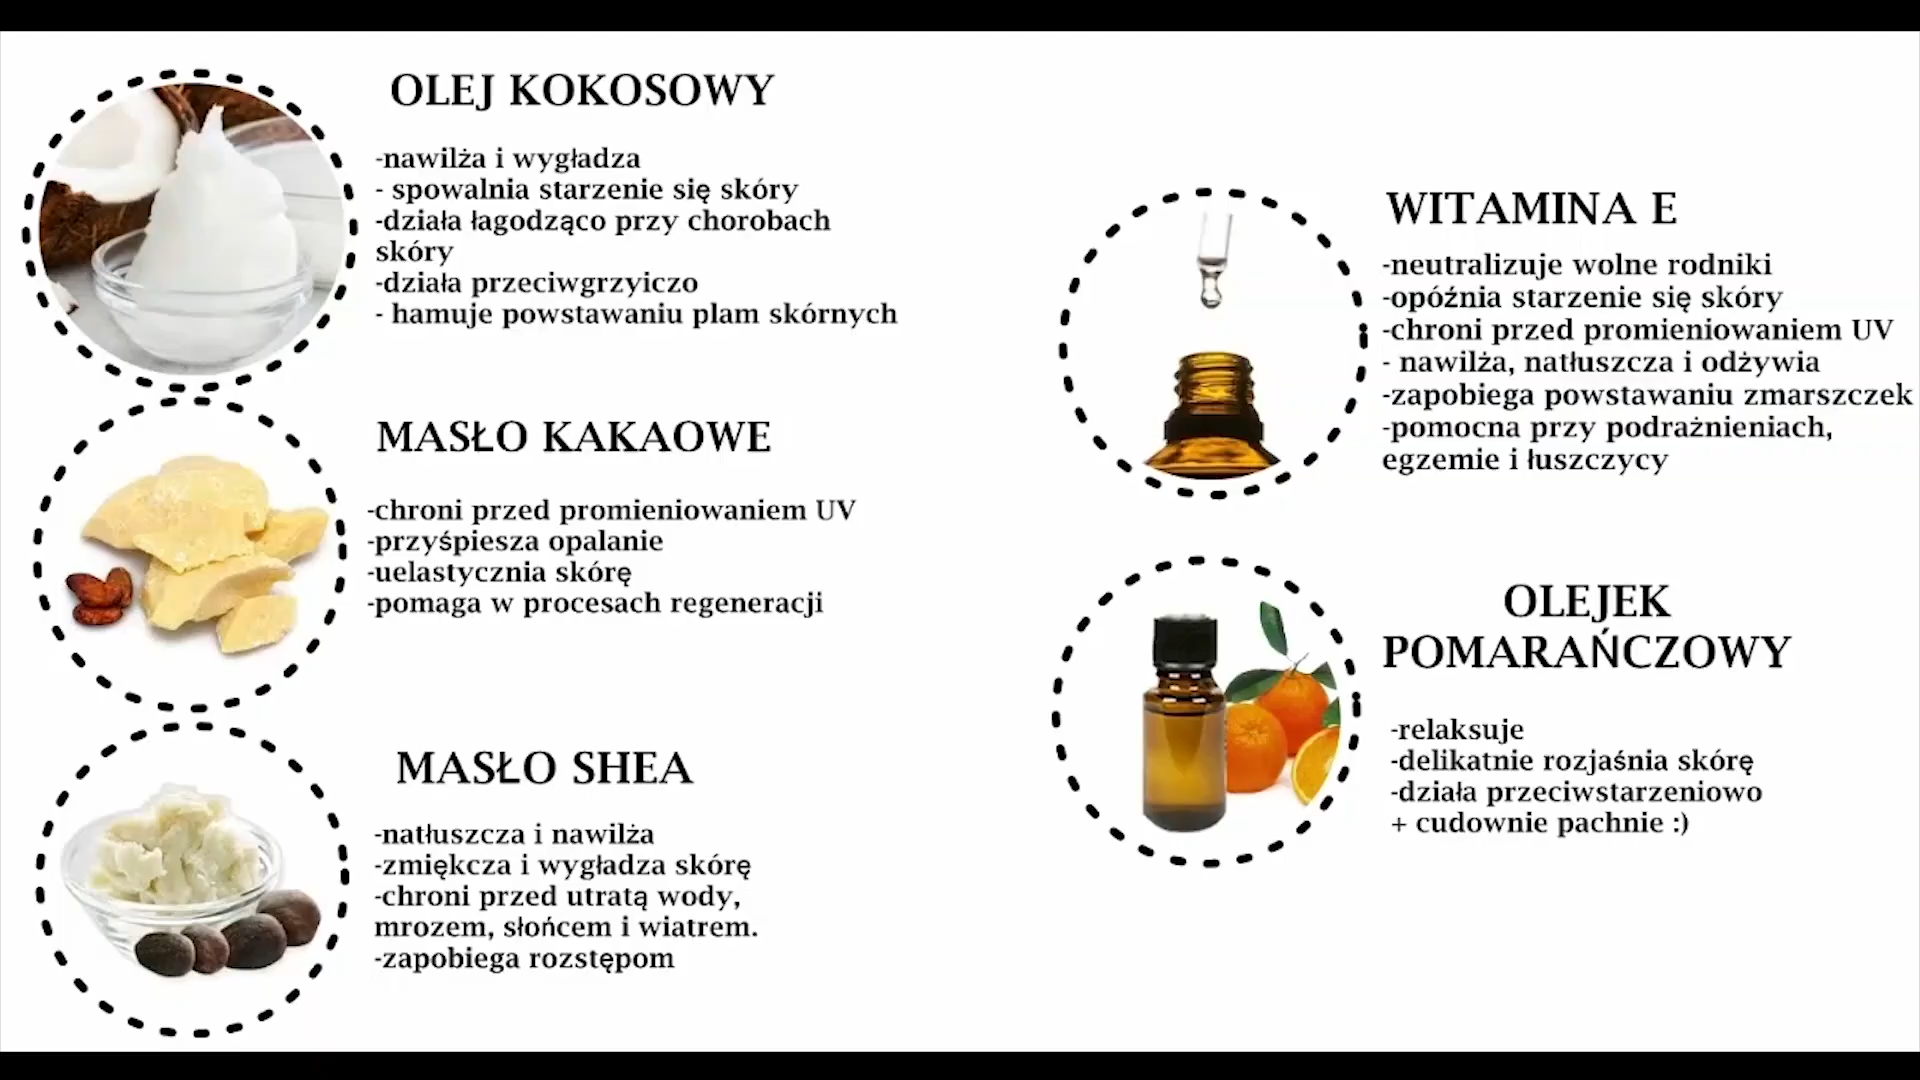 OLEJ KOKOSOWY
-nawilża i wygładza
- spowalnia starzenie się skóry
-działa łagodząco przy chorobach
skóry
-działa przeciwgrzyiczo
- hamuje powstawaniu plam skórnych
MASŁO KAKAOWE
-chroni przed promieniowaniem UV
-przyśpiesza opalanie
-uelastycznia skórę
-pomaga w procesach regeneracji
MASŁO SHEA
-natłuszcza i nawilża
-zmiękcza i wygładza skórę
-chroni przed utratą wody,
mrozem, słońcem i wiatrem.
-zapobiega rozstępom
WITAMINA E
-neutralizuje wolne rodniki
-opóźnia starzenie się skóry
-chroni przed promieniowaniem UV
- nawilża, natłuszcza i odżywia
-zapobiega powstawaniu zmarszczek
-pomocna przy podrażnieniach,
egzemie i łuszczycy
OLEJEK
POMARAŃCZOWY
-relaksuje
-delikatnie rozjaśnia skórę
-działa przeciwstarzeniowo
+ cudownie pachnie :)